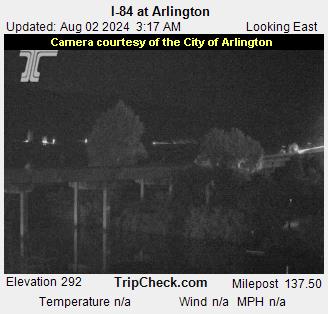 I-84 at Arlington
Updated: Aug 02 2024 3:17 AM Looking East
Camera courtesy of the City of Arlington
Elevation 292 TripCheck.com Milepost 137.50
Temperature n/a Wind n/a MPH n/a